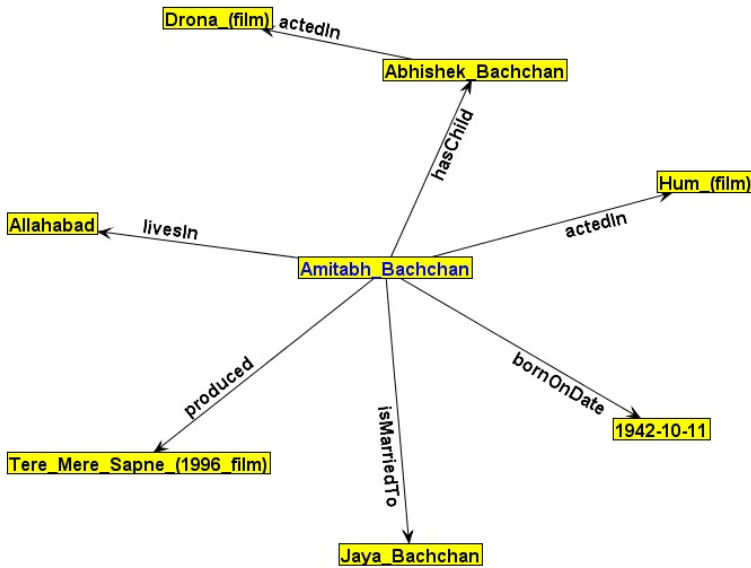 Drona_(film)
actedIn
Abhishek_Bachchan
hasChild
Hum_(film)
actedIn
Allahabad
livesIn
Amitabh_Bachchan
produced
bornOnDate
isMarriedTo
1942-10-11
Tere_Mere_Sapne_(1996_film)
Jaya_Bachchan